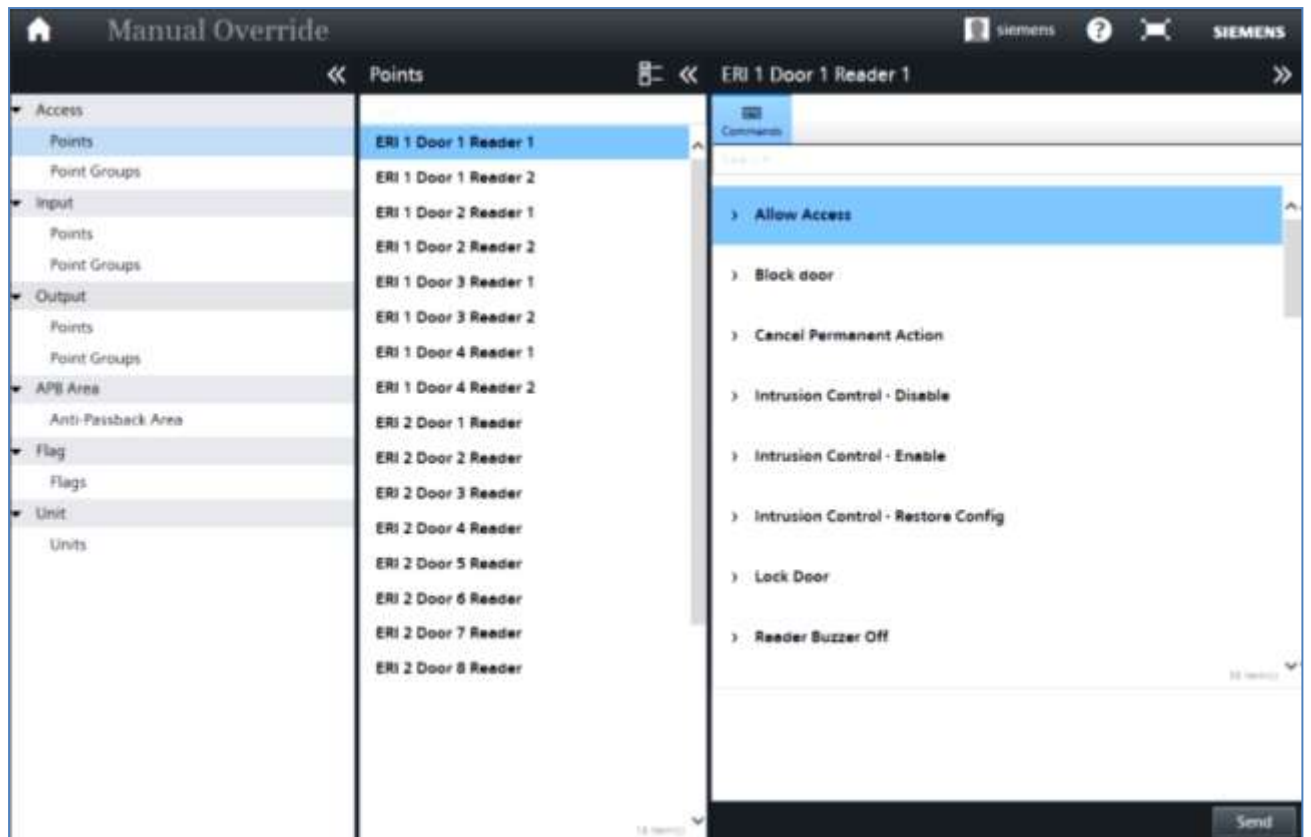 Manual Override
siemens
?
SIEMENS
Points
ERI 1 Door 1 Reader 1
Access
Points
Point Groups
Input
Points
Point Groups
Output
Points
Point Groups
APB Area
Anti-Passback Area
Flag
Flags
Unit
Units
ERI 1 Door 1 Reader 1
ERI 1 Door 1 Reader 2
ERI 1 Door 2 Reader 1
ERI 1 Door 2 Reader 2
ERI 1 Door 3 Reader 1
ERI 1 Door 3 Reader 2
ERI 1 Door 4 Reader 1
ERI 1 Door 4 Reader 2
ERI 2 Door 1 Reader
ERI 2 Door 2 Reader
ERI 2 Door 3 Reader
ERI 2 Door 4 Reader
ERI 2 Door 5 Reader
ERI 2 Door 6 Reader
ERI 2 Door 7 Reader
ERI 2 Door 8 Reader
item(s)
Commands
Allow Access
Block door
Cancel Permanent Action
Intrusion Control - Disable
Intrusion Control - Enable
Intrusion Control - Restore Config
Lock Door
Reader Buzzer Off
item(s)
Send